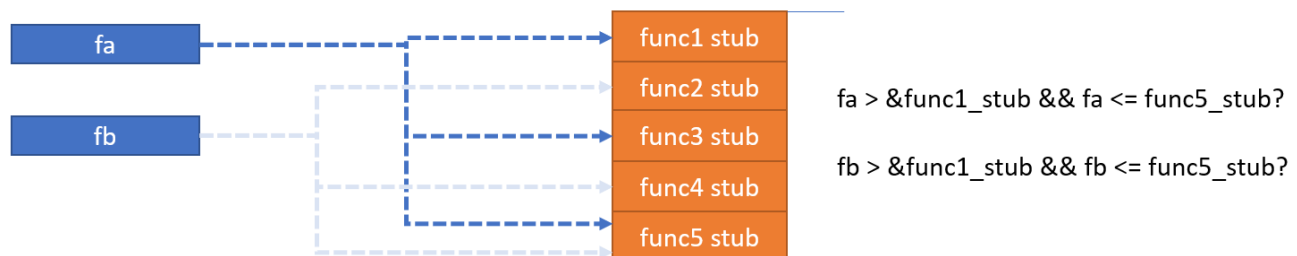 fa
fb
func1 stub
func2 stub
func3 stub
func4 stub
func5 stub
fa > &func1_stub && fa <= func5_stub?
fb > &func1_stub && fb <= func5_stub?